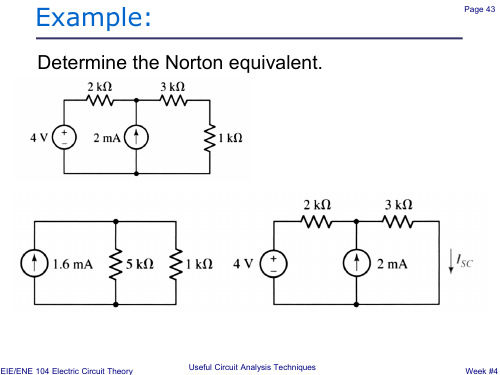 Example:
Page 43
Determine the Norton equivalent.
2 kΩ 3 kΩ
4 V + − 2 mA 1 kΩ
2 kΩ 3 kΩ
1.6 mA 5 kΩ 1 kΩ 4 V + − 2 mA I_SC
EIE/ENE 104 Electric Circuit Theory
Useful Circuit Analysis Techniques
Week #4